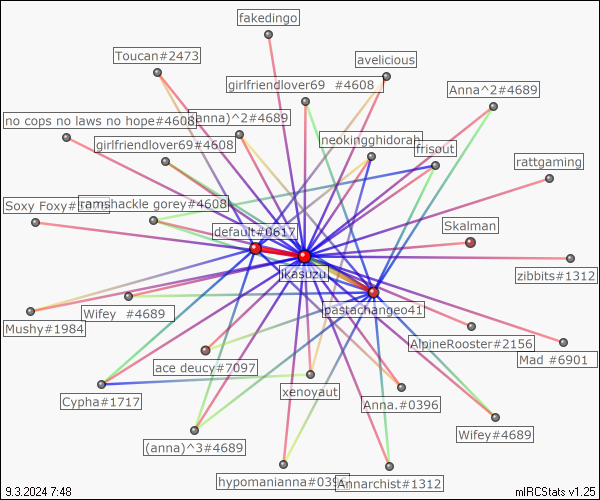 fakedingo
Toucan#2473
avelicious
girlfriendlover69 #4608
Anna^2#4689
no cops no laws no hope#4608
(anna)^2#4689
girlfriendlover69#4608
neokingghidorah
frisout
rattgaming
Soxy Foxy#
ramshackle gorey#4608
Skalman
default#0617
likasuzu
zibbits#1312
Mushy#1984
Wifey #4689
pastachangeo41
AlpineRooster#2156
Mad #6901
ace deucy#7097
Cypha#1717
xenoyaut
Anna.#0396
(anna)^3#4689
Wifey#4689
hypomanianna#039
Annarchist#1312
9.3.2024 7:48
mIRCStats v1.25